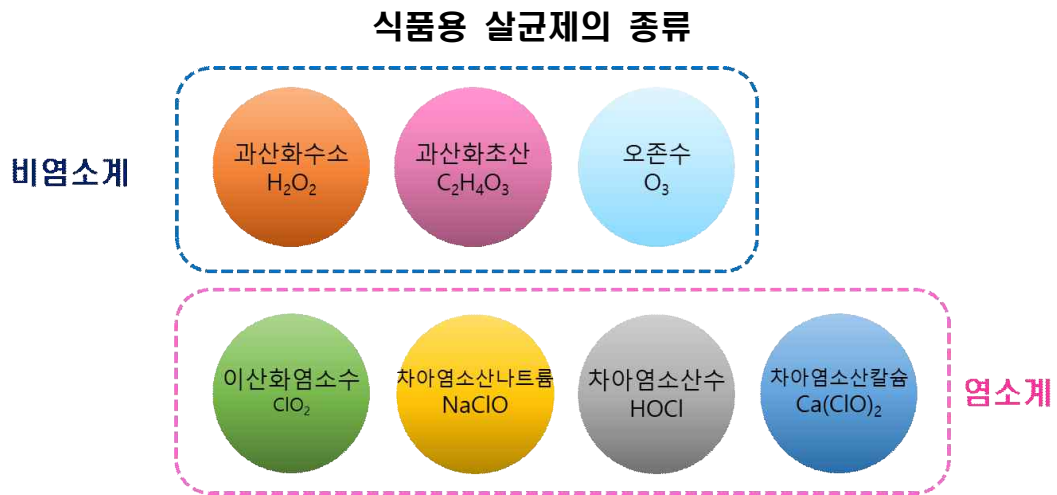 식품용 살균제의 종류
비염소계
과산화수소
H₂O₂
과산화초산
C₂H₄O₃
오존수
O₃
이산화염소수
ClO₂
차아염소산나트륨
NaClO
차아염소산수
HOCl
차아염소산칼슘
Ca(ClO)₂
염소계